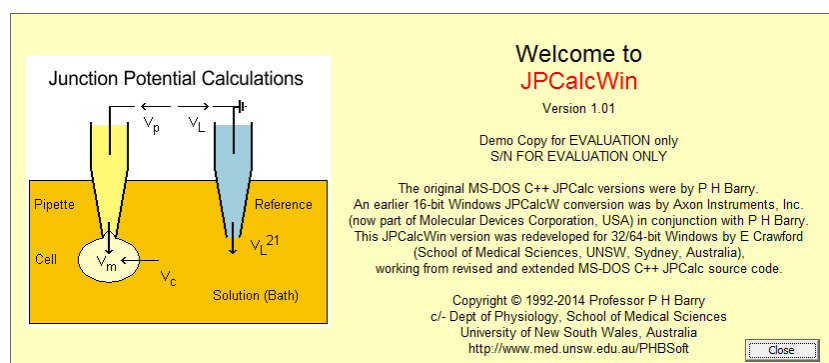 Junction Potential Calculations
Vp
VL
Pipette
Reference
Cell
Vm
Vc
VL21
Solution (Bath)
Welcome to
JPCalcWin
Version 1.01
Demo Copy for EVALUATION only
S/N FOR EVALUATION ONLY
The original MS-DOS C++ JPCalc versions were by P H Barry.
An earlier 16-bit Windows JPCalcW conversion was by Axon Instruments, Inc.
(now part of Molecular Devices Corporation, USA) in conjunction with P H Barry.
This JPCalcWin version was redeveloped for 32/64-bit Windows by E Crawford
(School of Medical Sciences, UNSW, Sydney, Australia),
working from revised and extended MS-DOS C++ JPCalc source code.
Copyright © 1992-2014 Professor P H Barry
c/- Dept of Physiology, School of Medical Sciences
University of New South Wales, Australia
http://www.med.unsw.edu.au/PHBSoft
Close